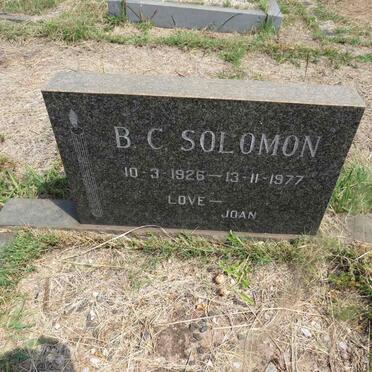 B. C. SOLOMON
10-3-1926 — 13-11-1977
LOVE —
JOAN